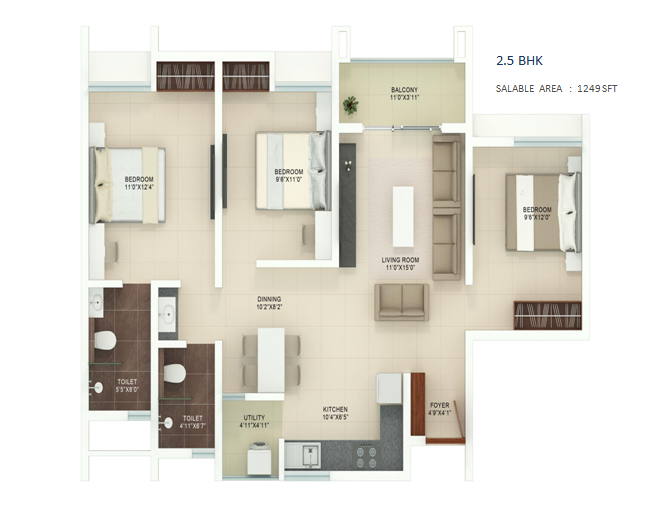 2.5 BHK
SALABLE AREA : 1249SFT
BALCONY
11'0"X3'11"
BEDROOM
11'0"X12'4"
BEDROOM
9'6"X11'0"
BEDROOM
9'6"X12'0"
LIVING ROOM
11'0"X15'0"
DINNING
10'2"X8'2"
TOILET
5'5"X8'0"
TOILET
4'11"X6'7"
UTILITY
4'11"X4'11"
KITCHEN
10'4"X6'5"
FOYER
4'9"X4'1"